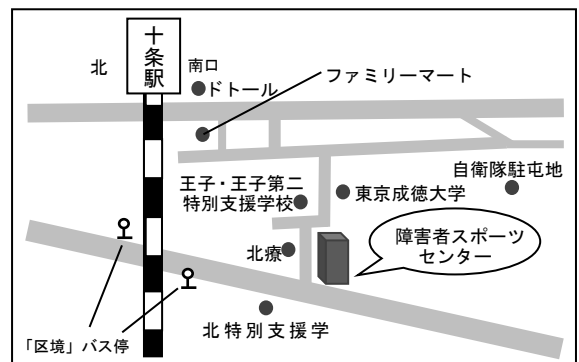 十条駅
北
南口
ドトール
ファミリーマート
自衛隊駐屯地
王子・王子第二
特別支援学校
東京成徳大学
障害者スポーツ
センター
北療
北特別支援学
「区境」バス停